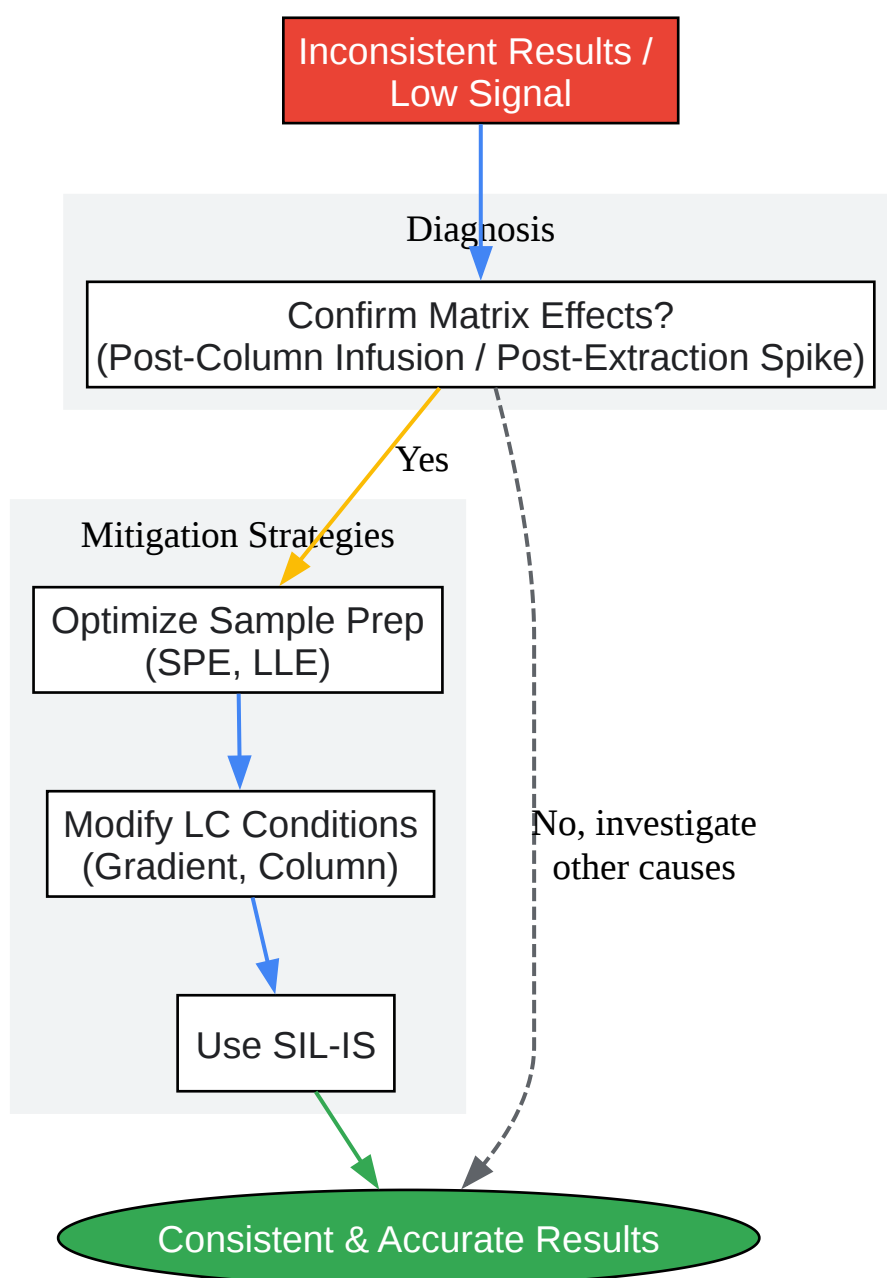 Inconsistent Results /
Low Signal
Diagnosis
Confirm Matrix Effects?
(Post-Column Infusion / Post-Extraction Spike)
Yes
Mitigation Strategies
Optimize Sample Prep
(SPE, LLE)
Modify LC Conditions
(Gradient, Column)
No, investigate
other causes
Use SIL-IS
Consistent & Accurate Results